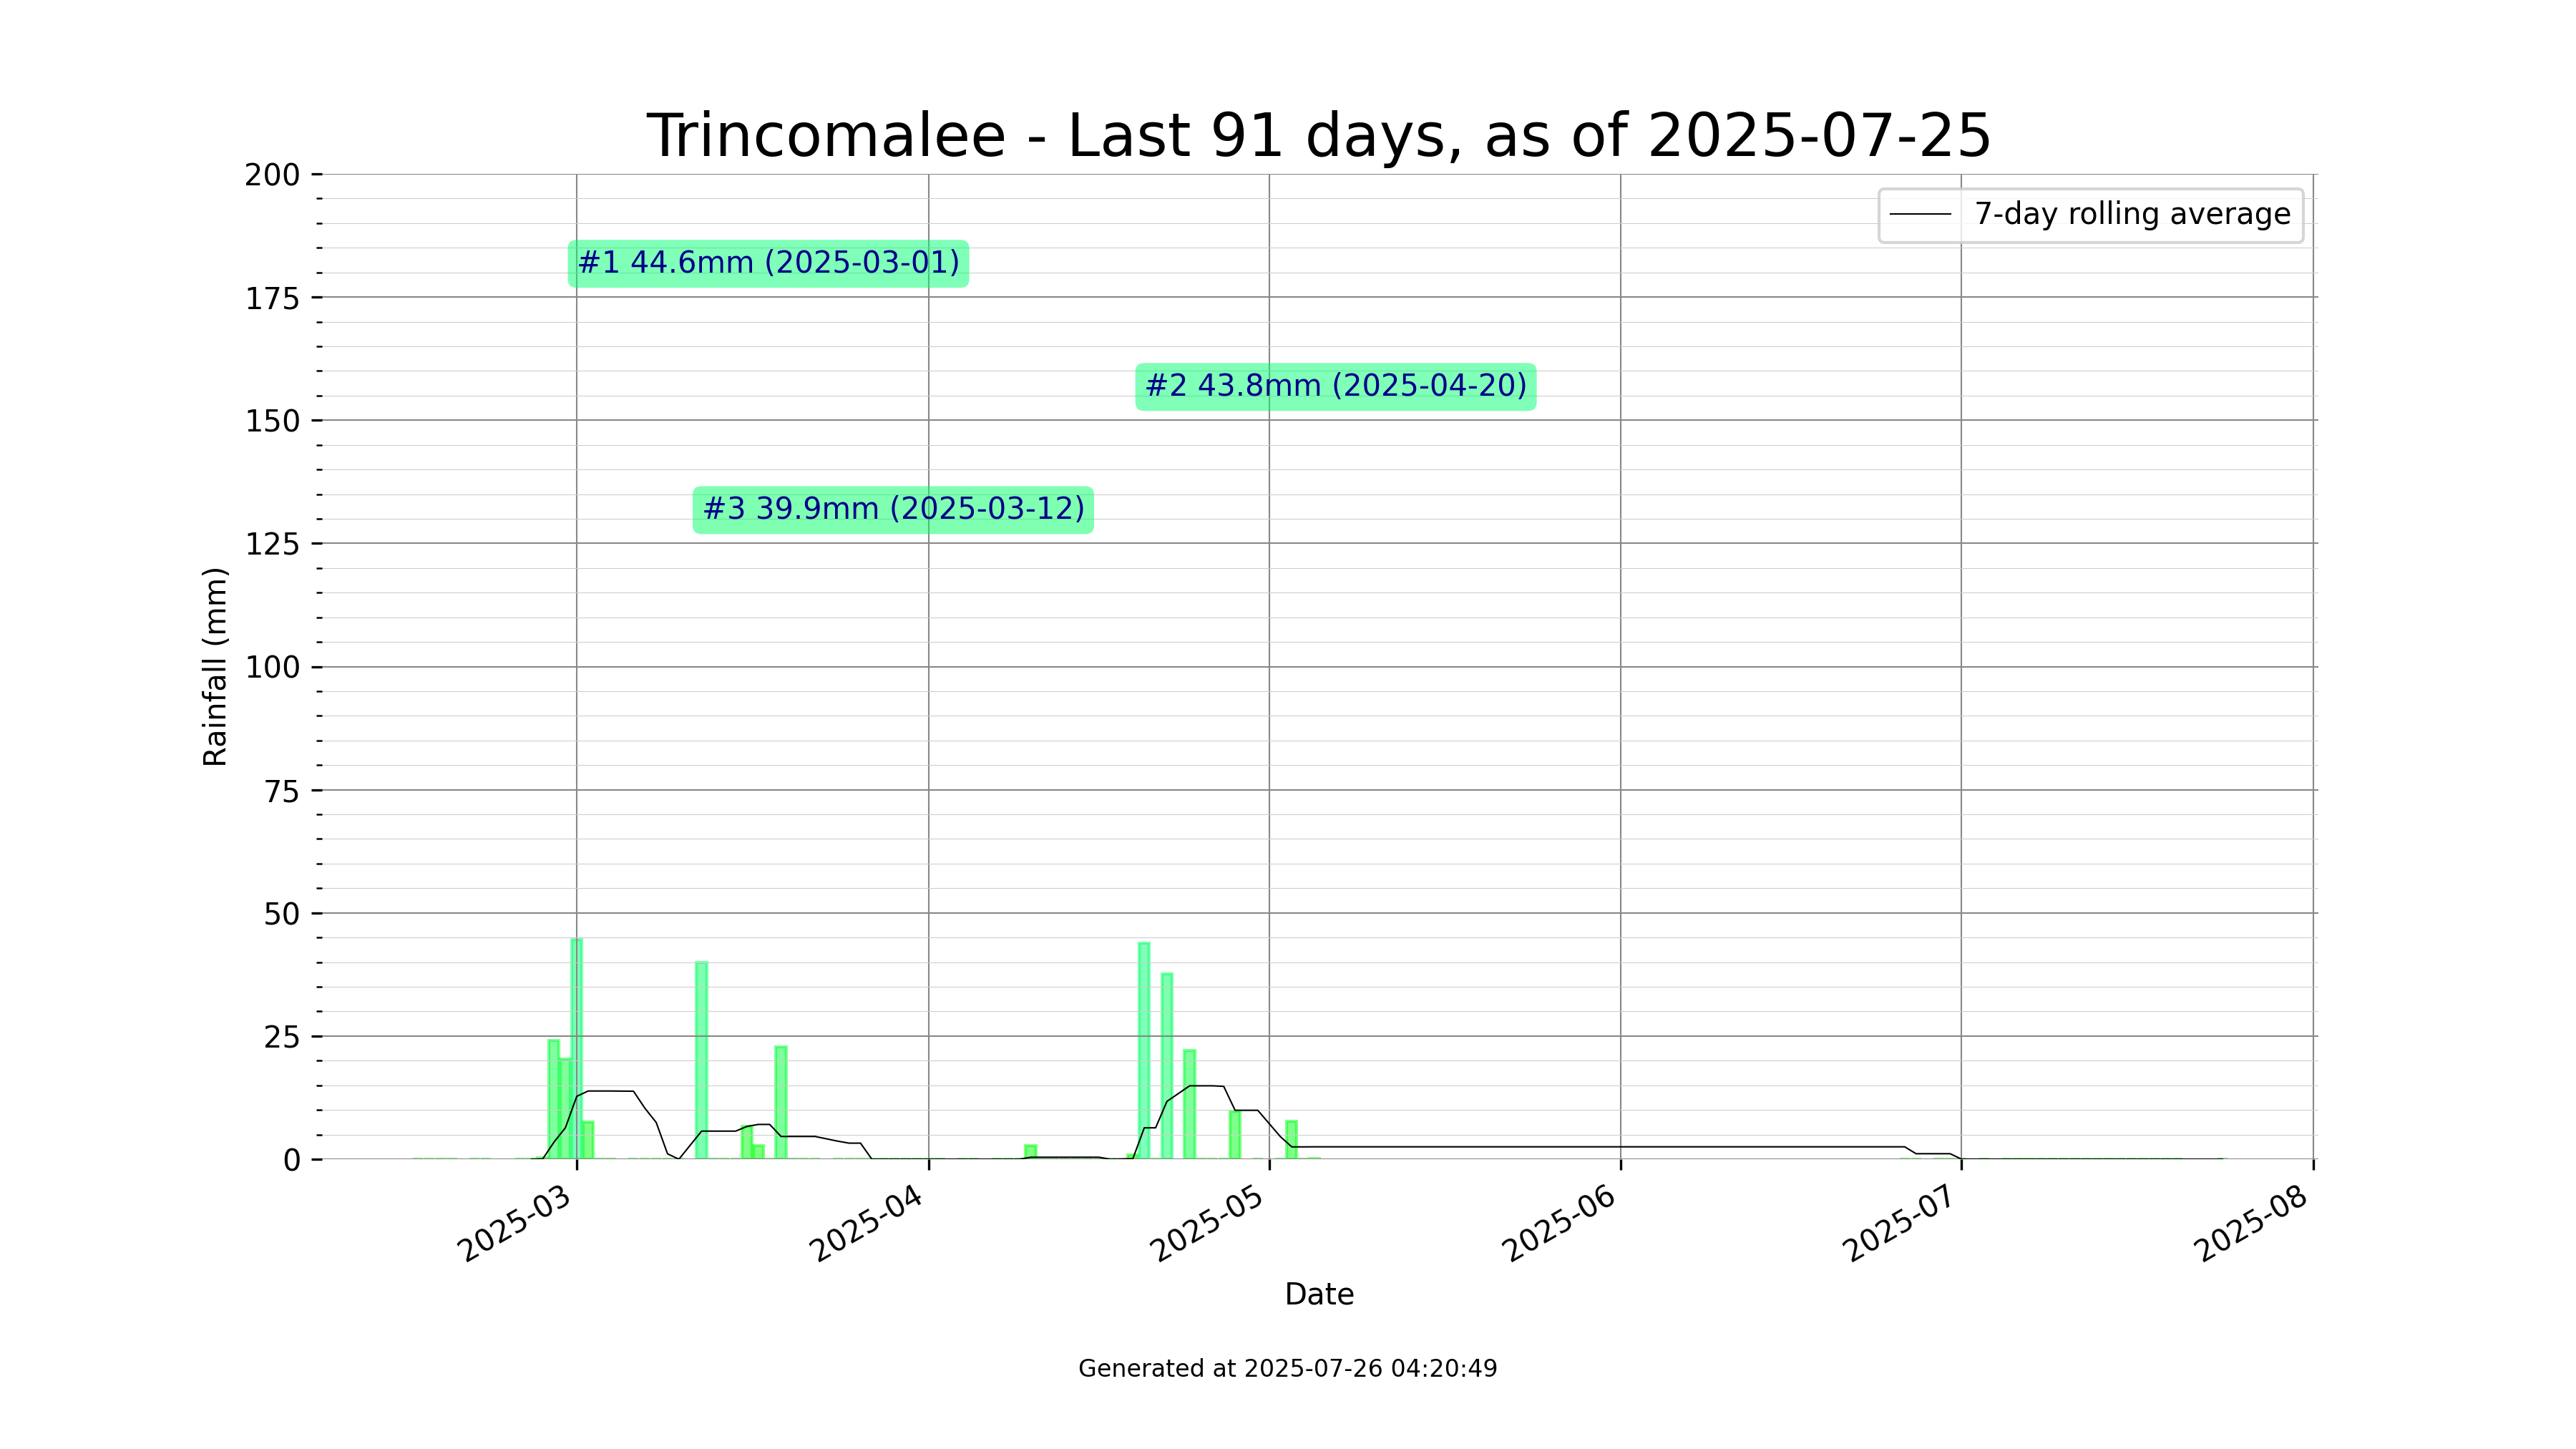 Trincomalee - Last 91 days, as of 2025-07-25
200
175
150
125
100
75
50
25
0
Rainfall (mm)
7-day rolling average
#1 44.6mm (2025-03-01)
#2 43.8mm (2025-04-20)
#3 39.9mm (2025-03-12)
2025-03
2025-04
2025-05
2025-06
2025-07
2025-08
Date
Generated at 2025-07-26 04:20:49